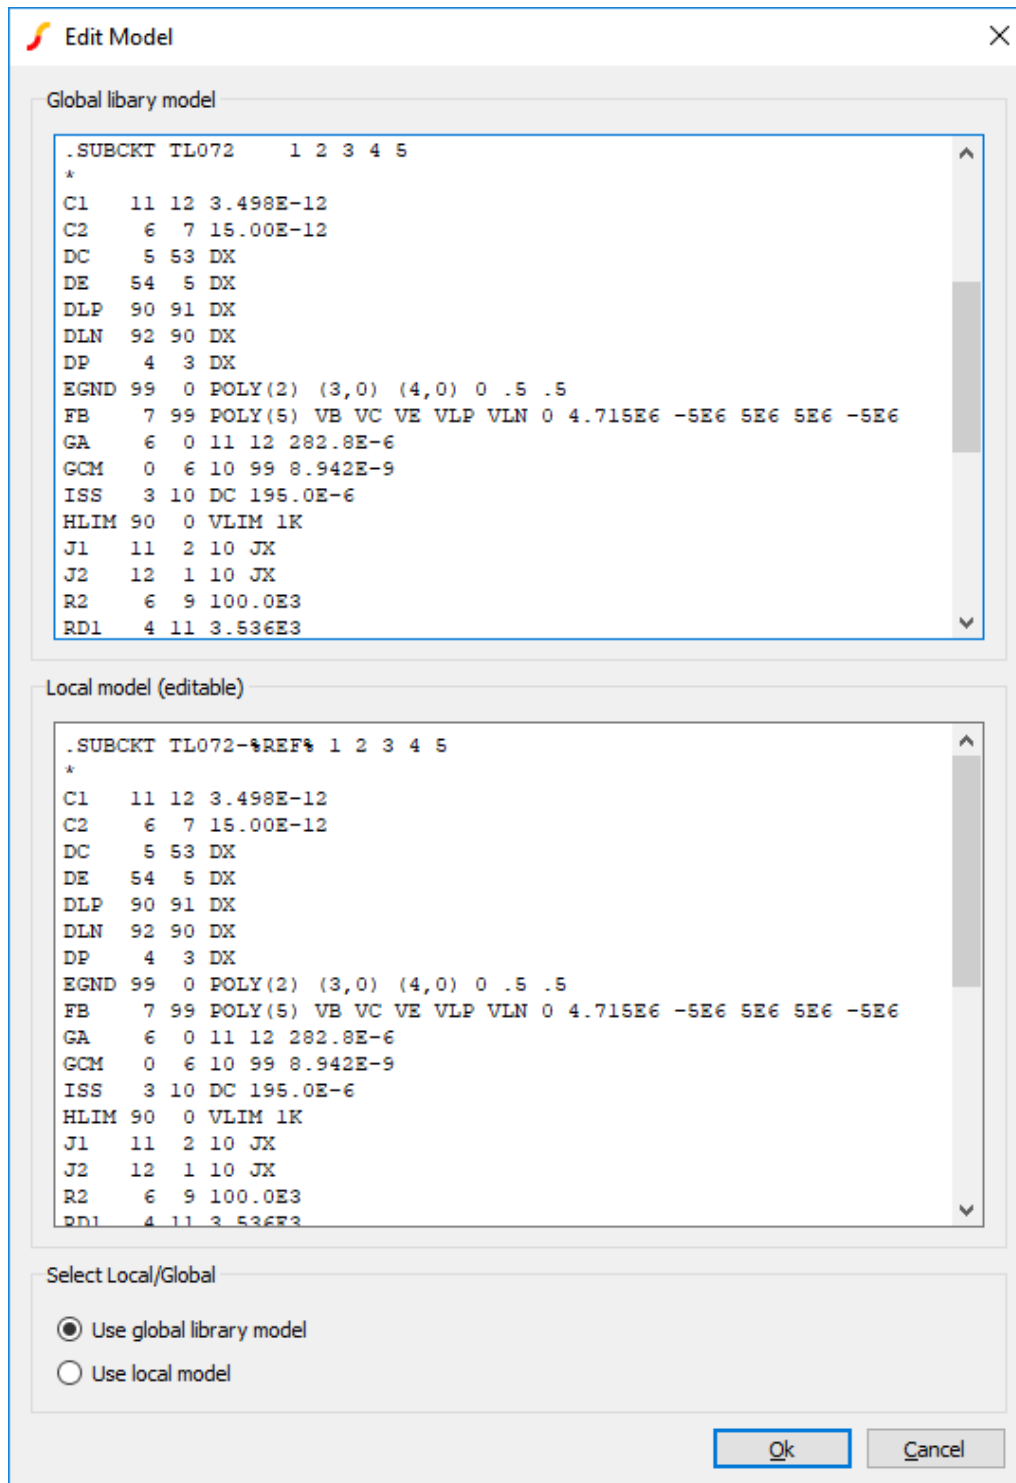 Edit Model
Global libary model
.SUBCKT TL072    1 2 3 4 5
*
C1   11 12 3.498E-12
C2    6  7 15.00E-12
DC    5 53 DX
DE   54  5 DX
DLP  90 91 DX
DLN  92 90 DX
DP    4  3 DX
EGND 99  0 POLY(2) (3,0) (4,0) 0 .5 .5
FB    7 99 POLY(5) VB VC VE VLP VLN 0 4.715E6 -5E6 5E6 5E6 -5E6
GA    6  0 11 12 282.8E-6
GCM   0  6 10 99 8.942E-9
ISS   3 10 DC 195.0E-6
HLIM 90  0 VLIM 1K
J1   11  2 10 JX
J2   12  1 10 JX
R2    6  9 100.0E3
RD1   4 11 3.536E3
Local model (editable)
.SUBCKT TL072-%REF% 1 2 3 4 5
*
C1   11 12 3.498E-12
C2    6  7 15.00E-12
DC    5 53 DX
DE   54  5 DX
DLP  90 91 DX
DLN  92 90 DX
DP    4  3 DX
EGND 99  0 POLY(2) (3,0) (4,0) 0 .5 .5
FB    7 99 POLY(5) VB VC VE VLP VLN 0 4.715E6 -5E6 5E6 5E6 -5E6
GA    6  0 11 12 282.8E-6
GCM   0  6 10 99 8.942E-9
ISS   3 10 DC 195.0E-6
HLIM 90  0 VLIM 1K
J1   11  2 10 JX
J2   12  1 10 JX
R2    6  9 100.0E3
RD1   4 11 3.536E3
Select Local/Global
Use global library model
Use local model
Ok Cancel